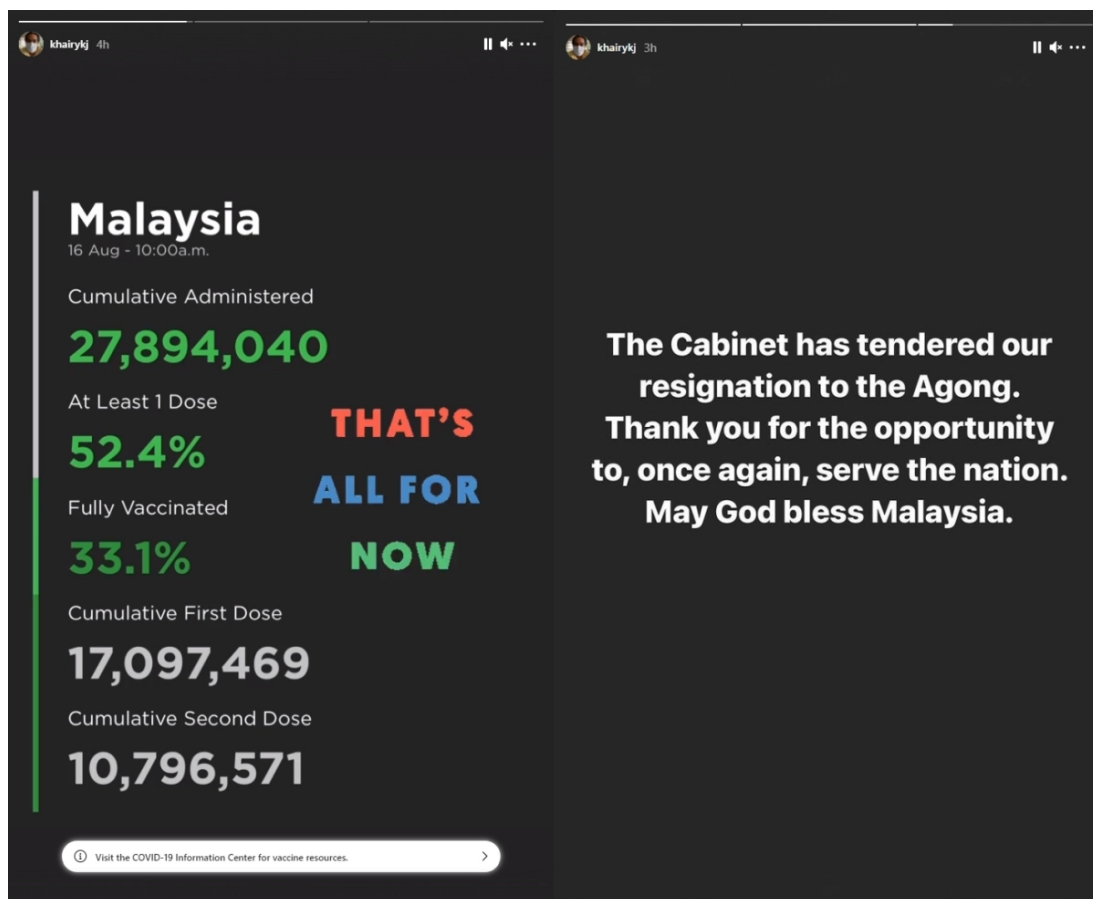 khairykj 4h
Malaysia
16 Aug - 10:00a.m.
Cumulative Administered
27,894,040
At Least 1 Dose
52.4%
Fully Vaccinated
33.1%
Cumulative First Dose
17,097,469
Cumulative Second Dose
10,796,571
THAT'S
ALL FOR
NOW
Visit the COVID-19 Information Center for vaccine resources.
khairykj 3h
The Cabinet has tendered our
resignation to the Agong.
Thank you for the opportunity
to, once again, serve the nation.
May God bless Malaysia.